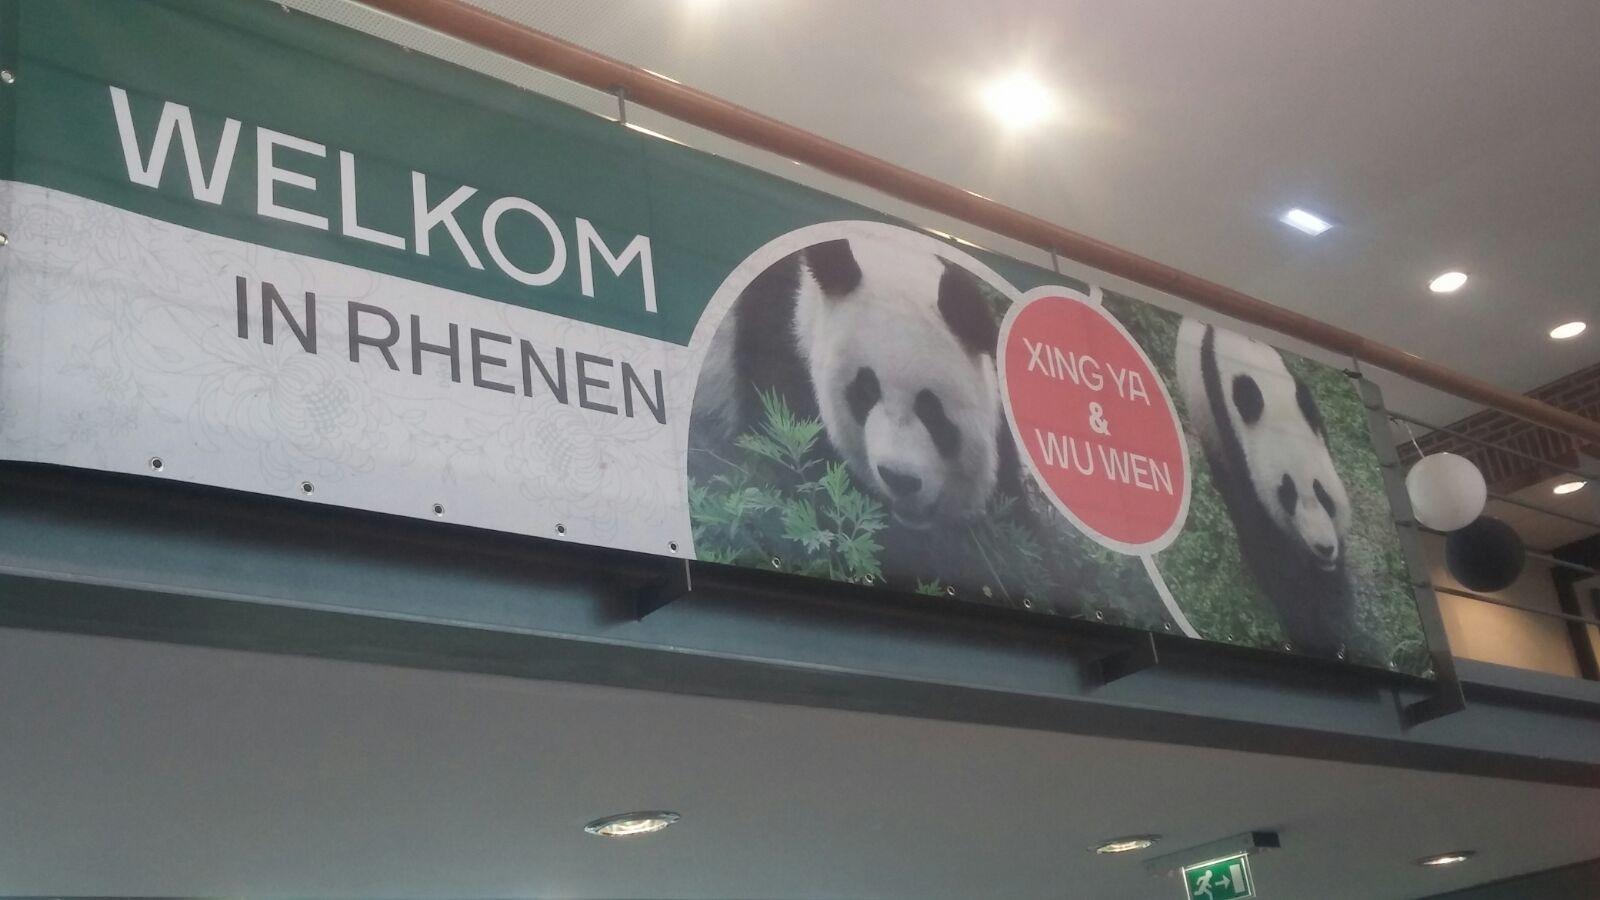 WELKOM
IN RHENEN
XING YA
&
WU WEN